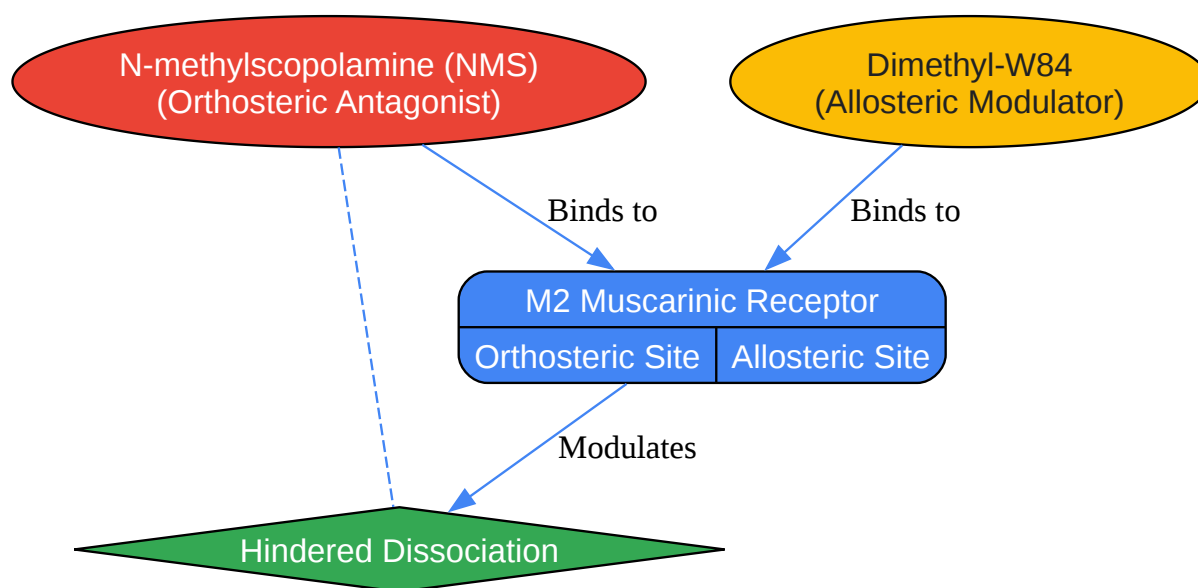 N-methylscopolamine (NMS)
(Orthosteric Antagonist)
Dimethyl-W84
(Allosteric Modulator)
Binds to
Binds to
M2 Muscarinic Receptor
Orthosteric Site
Allosteric Site
Modulates
Hindered Dissociation